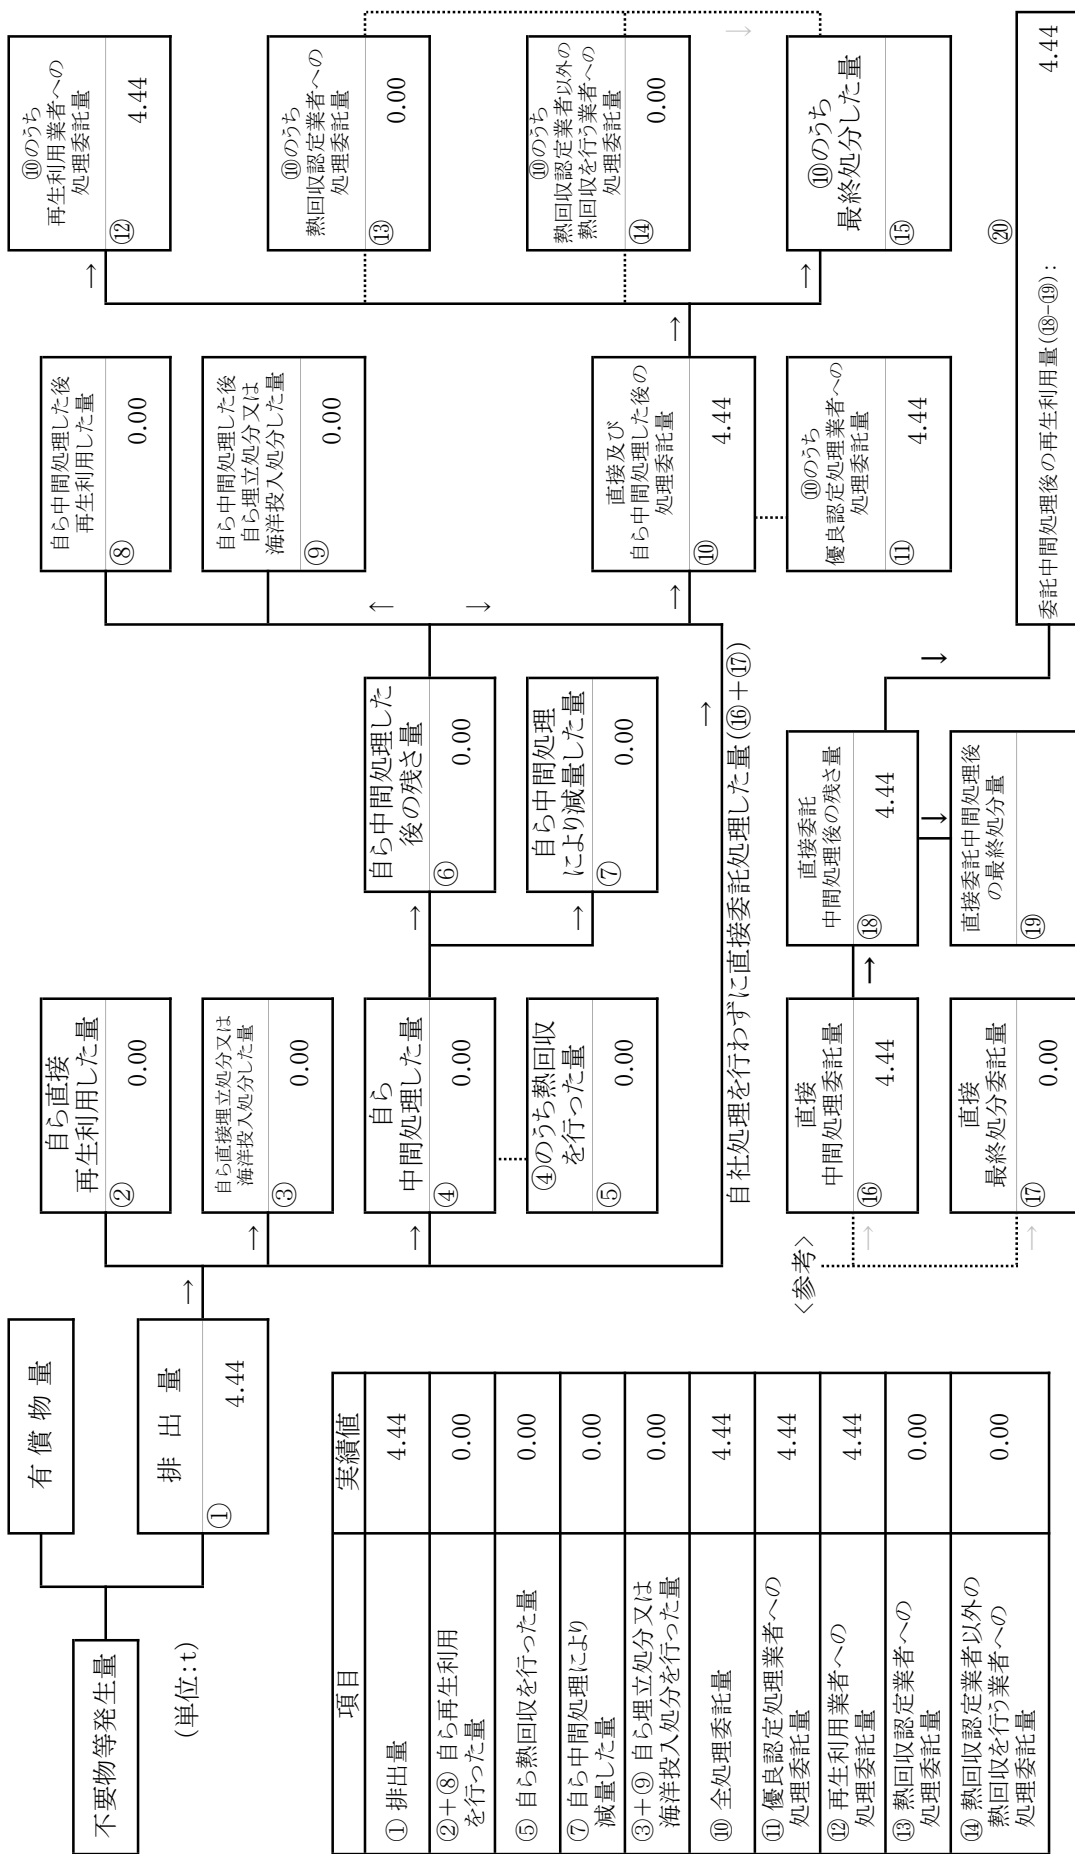 不要物等発生量
(単位:t)
有 償 物 量
排 出 量
①
4.44
→
自ら直接
再生利用した量
②
0.00
→
自ら直接埋立処分又は
海洋投入処分した量
③
0.00
→
自ら
中間処理した量
④
0.00
④のうち熱回収
を行った量
⑤
0.00
→
自ら中間処理した
後の残さ量
⑥
0.00
→
自ら中間処理
により減量した量
⑦
0.00
↑
↓
自ら中間処理した後
再生利用した量
⑧
0.00
自ら中間処理した後
自ら埋立処分又は
海洋投入処分した量
⑨
0.00
→
直接及び
自ら中間処理した後の
処理委託量
⑩
4.44
⑩のうち
優良認定処理業者への
処理委託量
⑪
4.44
→
→
⑩のうち
再生利用業者への
処理委託量
⑫
4.44
⑩のうち
熱回収認定業者への
処理委託量
⑬
0.00
⑩のうち
熱回収認定業者以外の
熱回収を行う業者への
処理委託量
⑭
0.00
→
→
⑩のうち
最終処分した量
⑮
自社処理を行わずに直接委託処理した量(⑯+⑰)
→
<参考>
→
直接
中間処理委託量
⑯
4.44
→
直接
最終処分委託量
⑰
0.00
→
直接委託
中間処理後の残さ量
⑱
4.44
→
直接委託中間処理後
の最終処分量
⑲
→
⑳
委託中間処理後の再生利用量(⑱-⑲):
4.44
項目 実績値
① 排出量 4.44
②+⑧ 自ら再生利用
を行った量 0.00
⑤ 自ら熱回収を行った量 0.00
⑦ 自ら中間処理により
減量した量 0.00
③+⑨ 自ら埋立処分又は
海洋投入処分を行った量 0.00
⑩ 全処理委託量 4.44
⑪ 優良認定処理業者への
処理委託量 4.44
⑫ 再生利用業者への
処理委託量 4.44
⑬ 熱回収認定業者への
処理委託量 0.00
⑭ 熱回収認定業者以外の
熱回収を行う業者への
処理委託量 0.00